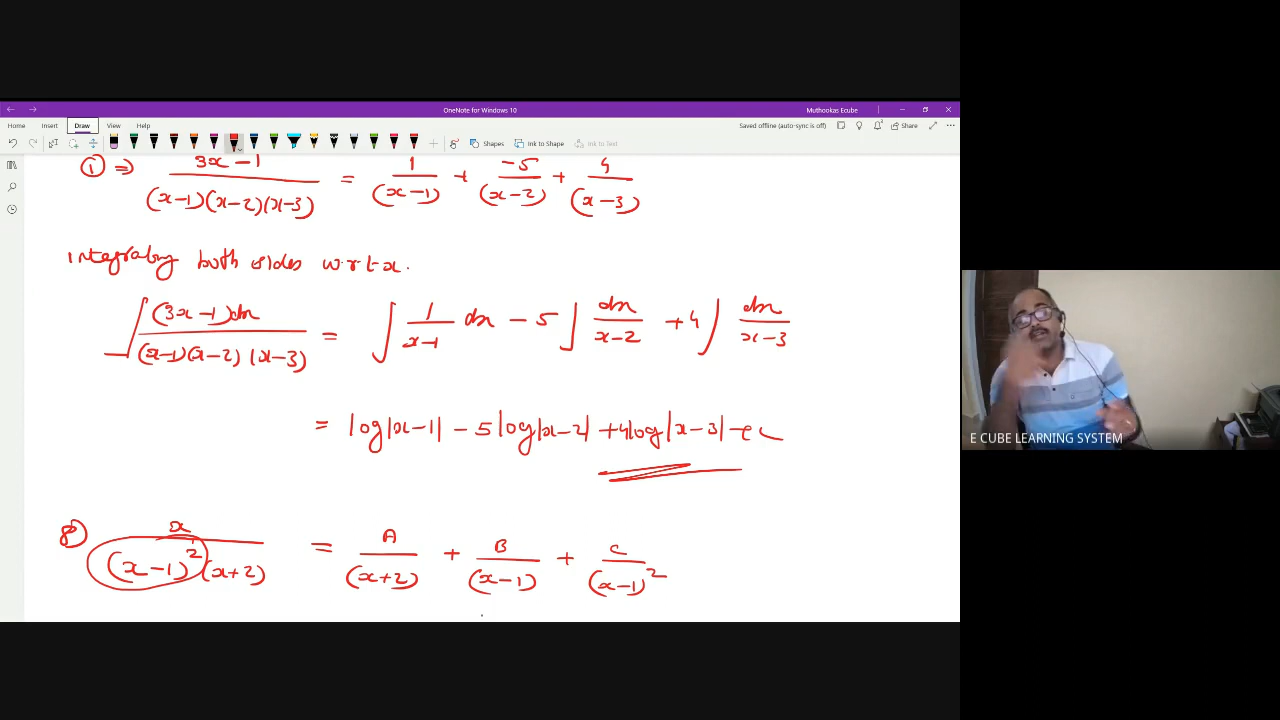 OneNote for Windows 10
Muthookas Ecube
Home Insert Draw View Help
Saved offline (auto-sync is off) Share
Shapes Ink to Shape Ink to Text
① ⇒ 3x-1 / (x-1)(x-2)(x-3) = 1/(x-1) + -5/(x-2) + 4/(x-3)
Integrating both sides w.r.t x.
∫ (3x-1)dx / (x-1)(x-2)(x-3) = ∫ 1/x-1 dx - 5 ∫ dx/x-2 + 4 ∫ dx/x-3
= log|x-1| - 5 log|x-2| + 4log|x-3| + c
8) x / (x-1)² (x+2) = A/(x+2) + B/(x-1) + C/(x-1)²
E CUBE LEARNING SYSTEM